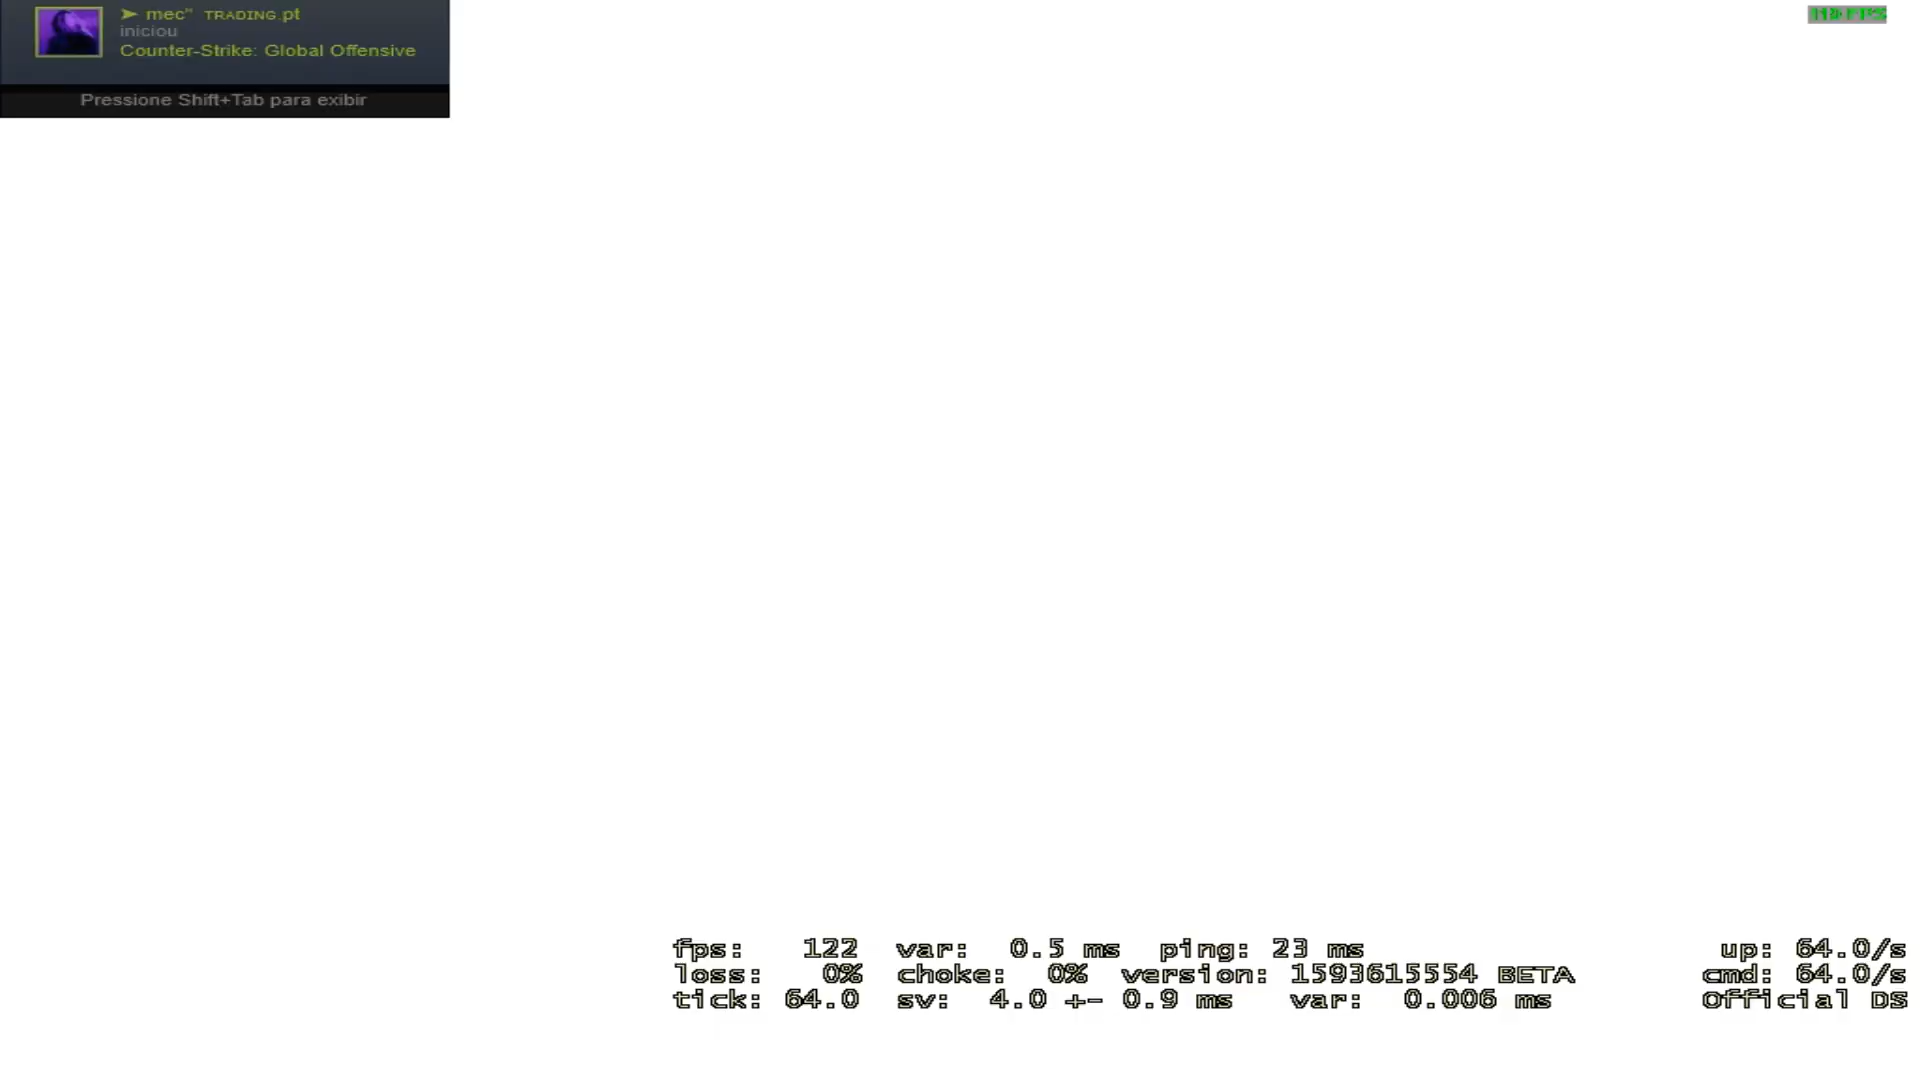 ➤ mec" ᴛʀᴀᴅɪɴɢ.pt
iniciou
Counter-Strike: Global Offensive
Pressione Shift+Tab para exibir
fps: 122 var: 0.5 ms ping: 23 ms up: 64.0/s
loss: 0% choke: 0% version: 1593615554 BETA cmd: 64.0/s
tick: 64.0 sv: 4.0 +- 0.9 ms var: 0.006 ms Official DS